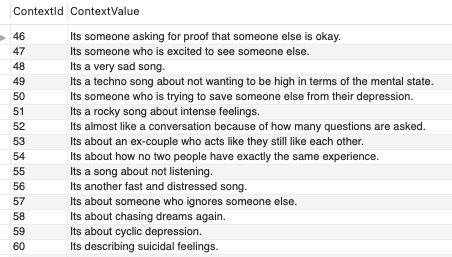 ContextId ContextValue
46 Its someone asking for proof that someone else is okay.
47 Its someone who is excited to see someone else.
48 Its a very sad song.
49 Its a techno song about not wanting to be high in terms of the mental state.
50 Its someone who is trying to save someone else from their depression.
51 Its a rocky song about intense feelings.
52 Its almost like a conversation because of how many questions are asked.
53 Its about an ex-couple who acts like they still like each other.
54 Its about how no two people have exactly the same experience.
55 Its a song about not listening.
56 Its another fast and distressed song.
57 Its about someone who ignores someone else.
58 Its about chasing dreams again.
59 Its about cyclic depression.
60 Its describing suicidal feelings.